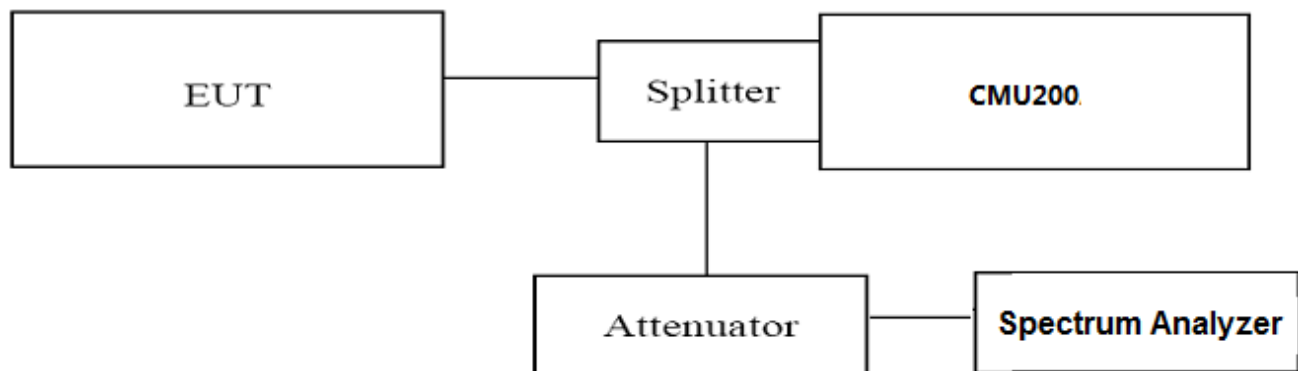 EUT
Splitter
CMU200.
Attenuator
Spectrum Analyzer